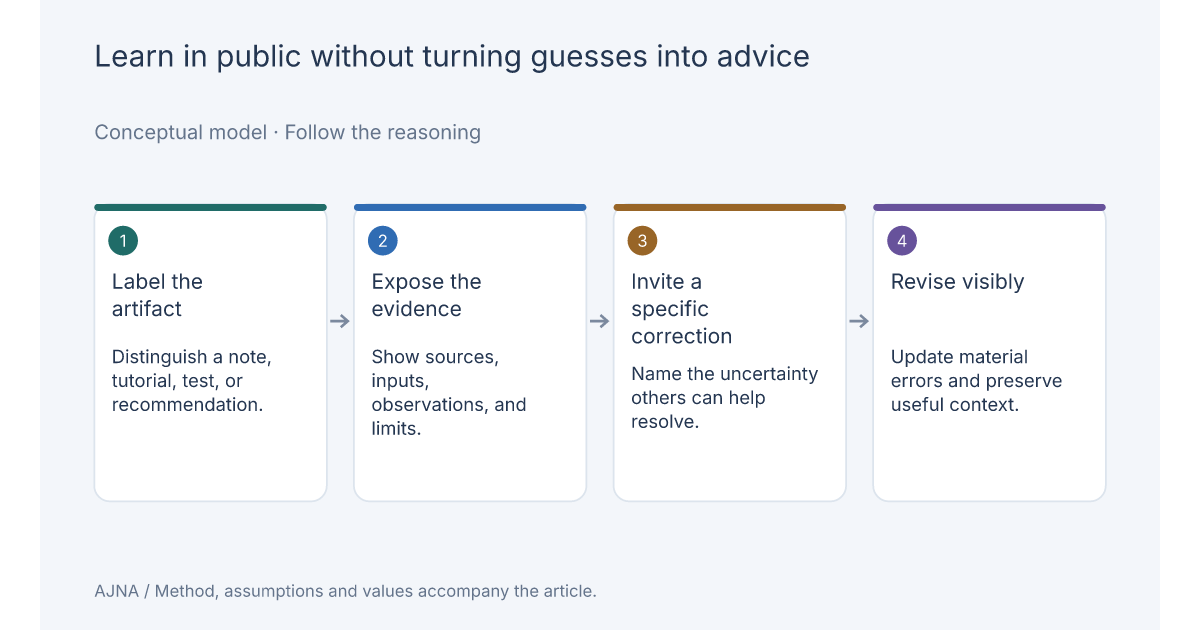 Learn in public without turning guesses into advice
Conceptual model · Follow the reasoning
1
Label the
artifact
Distinguish a note,
tutorial, test, or
recommendation.
2
Expose the
evidence
Show sources,
inputs,
observations, and
limits.
3
Invite a
specific
correction
Name the uncertainty
others can help
resolve.
4
Revise visibly
Update material
errors and preserve
useful context.
AJNA / Method, assumptions and values accompany the article.